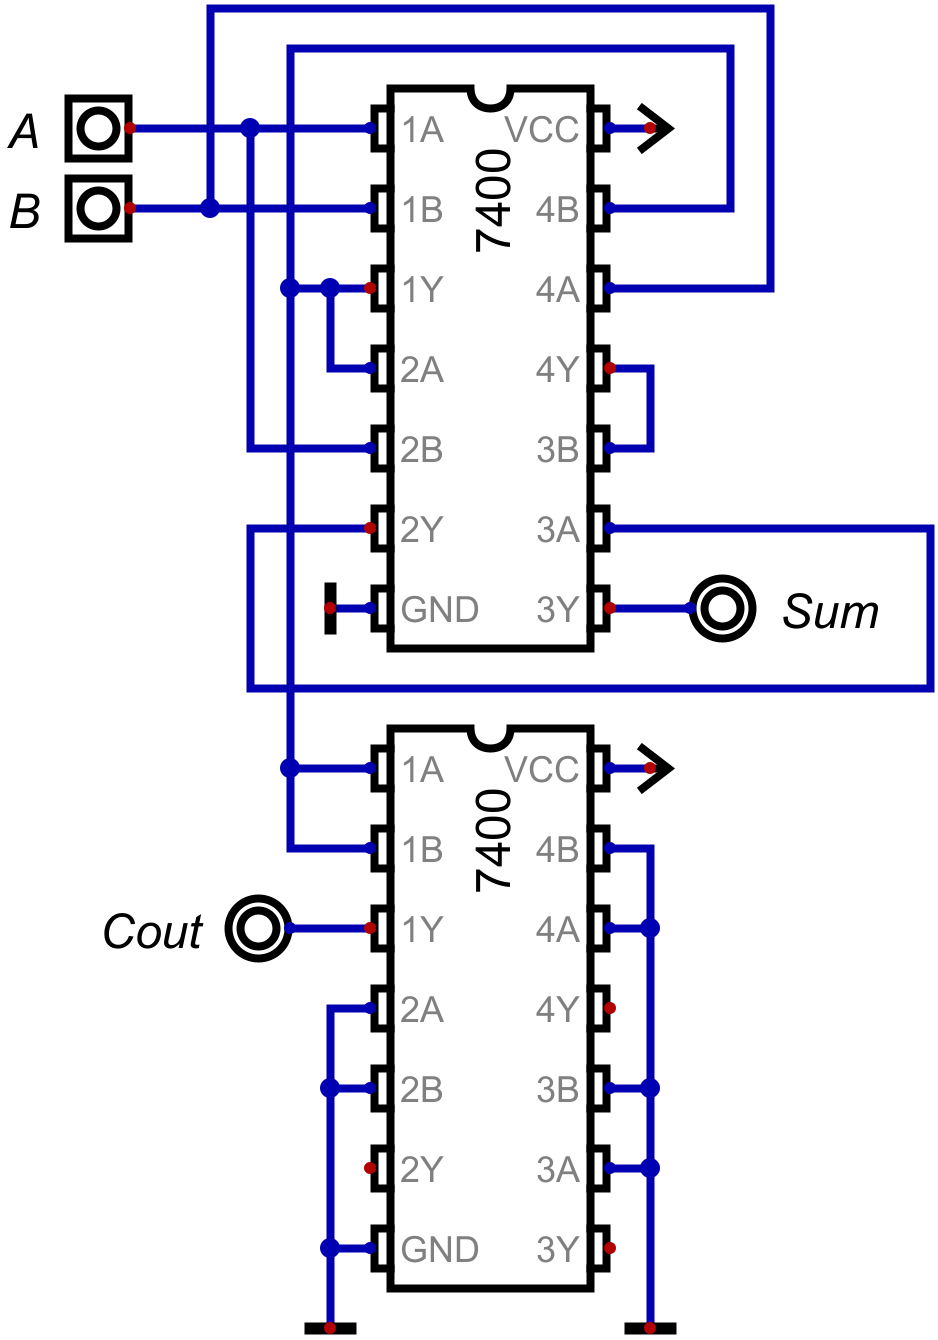 A
B
1A VCC
1B 4B
1Y 4A
2A 4Y
2B 3B
2Y 3A
GND 3Y
7400
Sum
1A VCC
1B 4B
1Y 4A
2A 4Y
2B 3B
2Y 3A
GND 3Y
7400
Cout